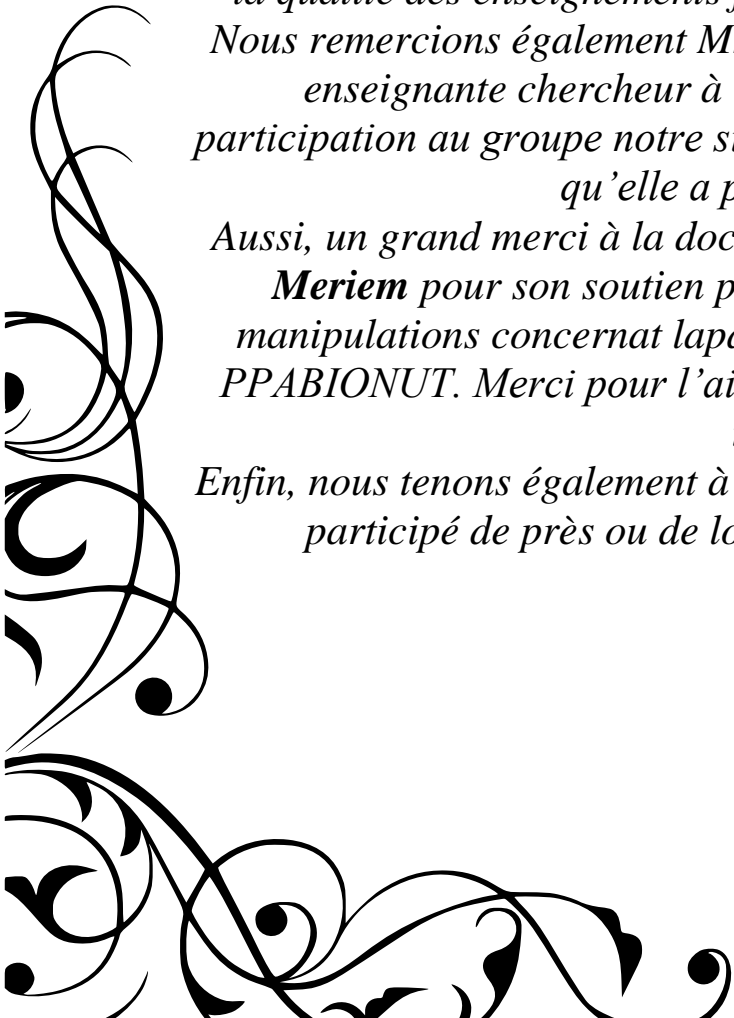 la qualité des enseignements
Nous remercions également
enseignante chercheur à
participation au groupe notre
qu’elle a
Aussi, un grand merci à la
Meriem pour son soutien
manipulations concernat
PPABIONUT. Merci pour
Enfin, nous tenons également à
participé de près ou de